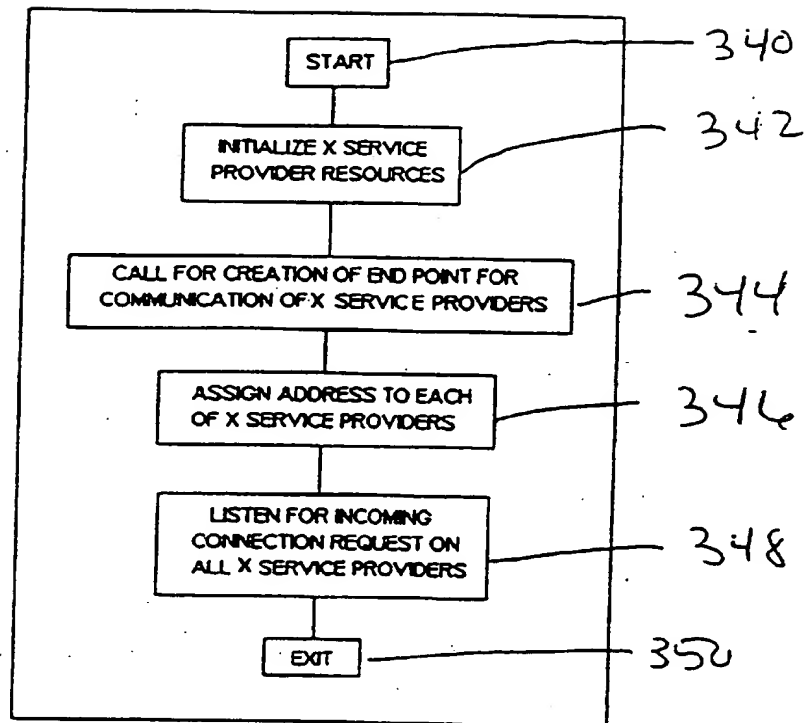 START
340
INITIALIZE X SERVICE
PROVIDER RESOURCES
342
CALL FOR CREATION OF END POINT FOR
COMMUNICATION OF X SERVICE PROVIDERS
344
ASSIGN ADDRESS TO EACH
OF X SERVICE PROVIDERS
346
LISTEN FOR INCOMING
CONNECTION REQUEST ON
ALL X SERVICE PROVIDERS
348
EXIT
350